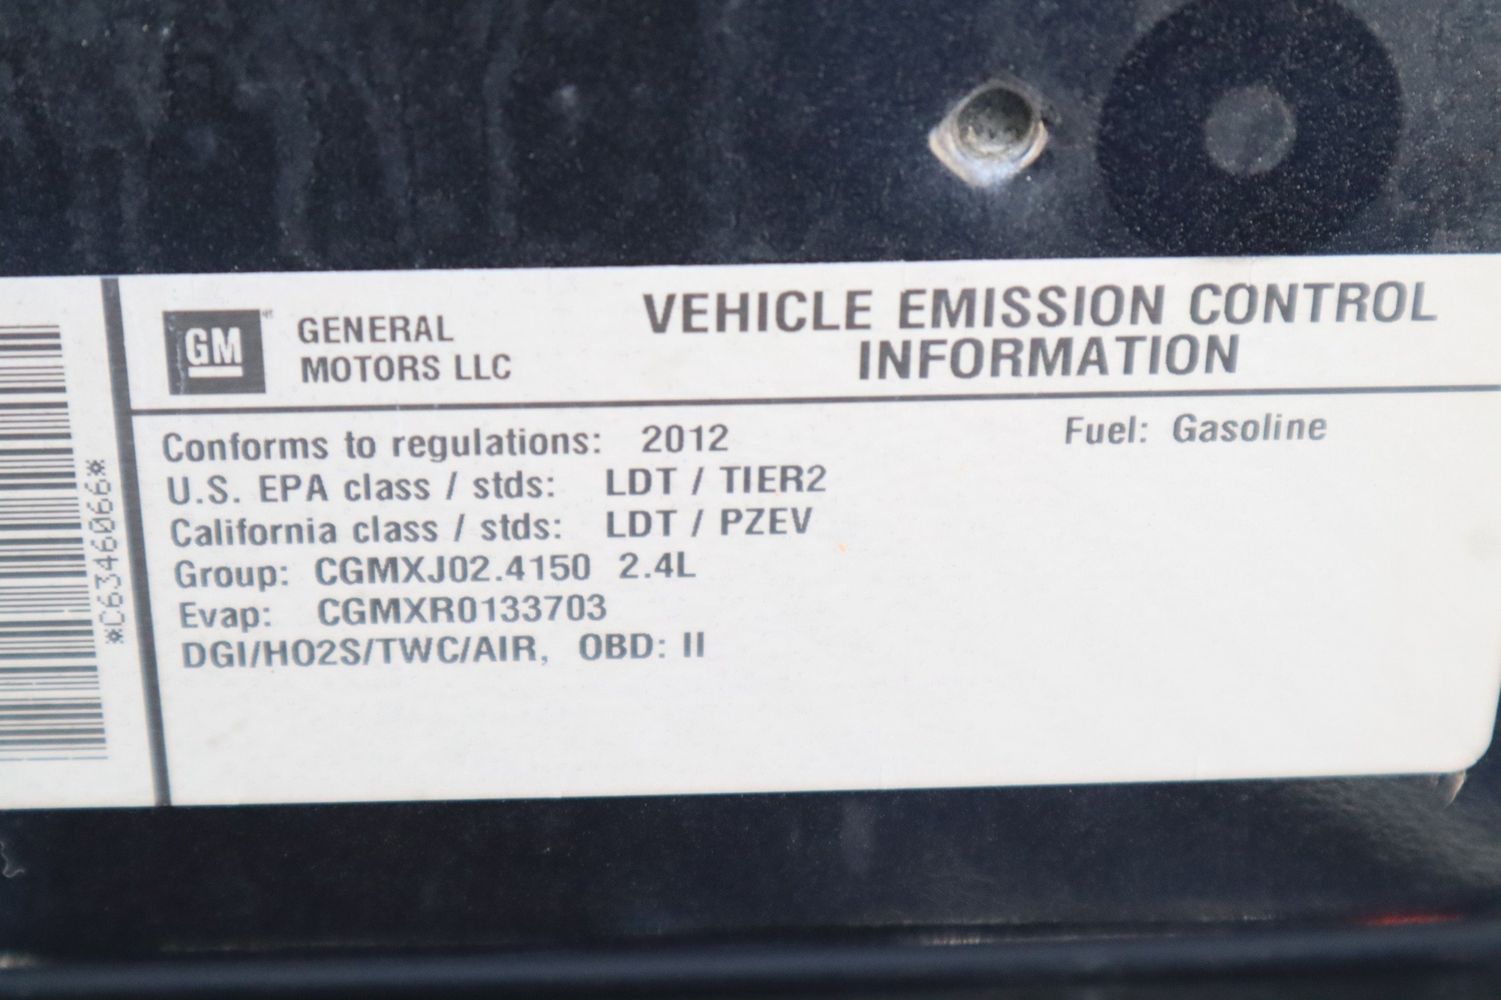 *C6346066*
GM
GENERAL
MOTORS LLC
VEHICLE EMISSION CONTROL
INFORMATION
Conforms to regulations: 2012
Fuel: Gasoline
U.S. EPA class / stds: LDT / TIER2
California class / stds: LDT / PZEV
Group: CGMXJ02.4150 2.4L
Evap: CGMXR0133703
DGI/HO2S/TWC/AIR, OBD: II